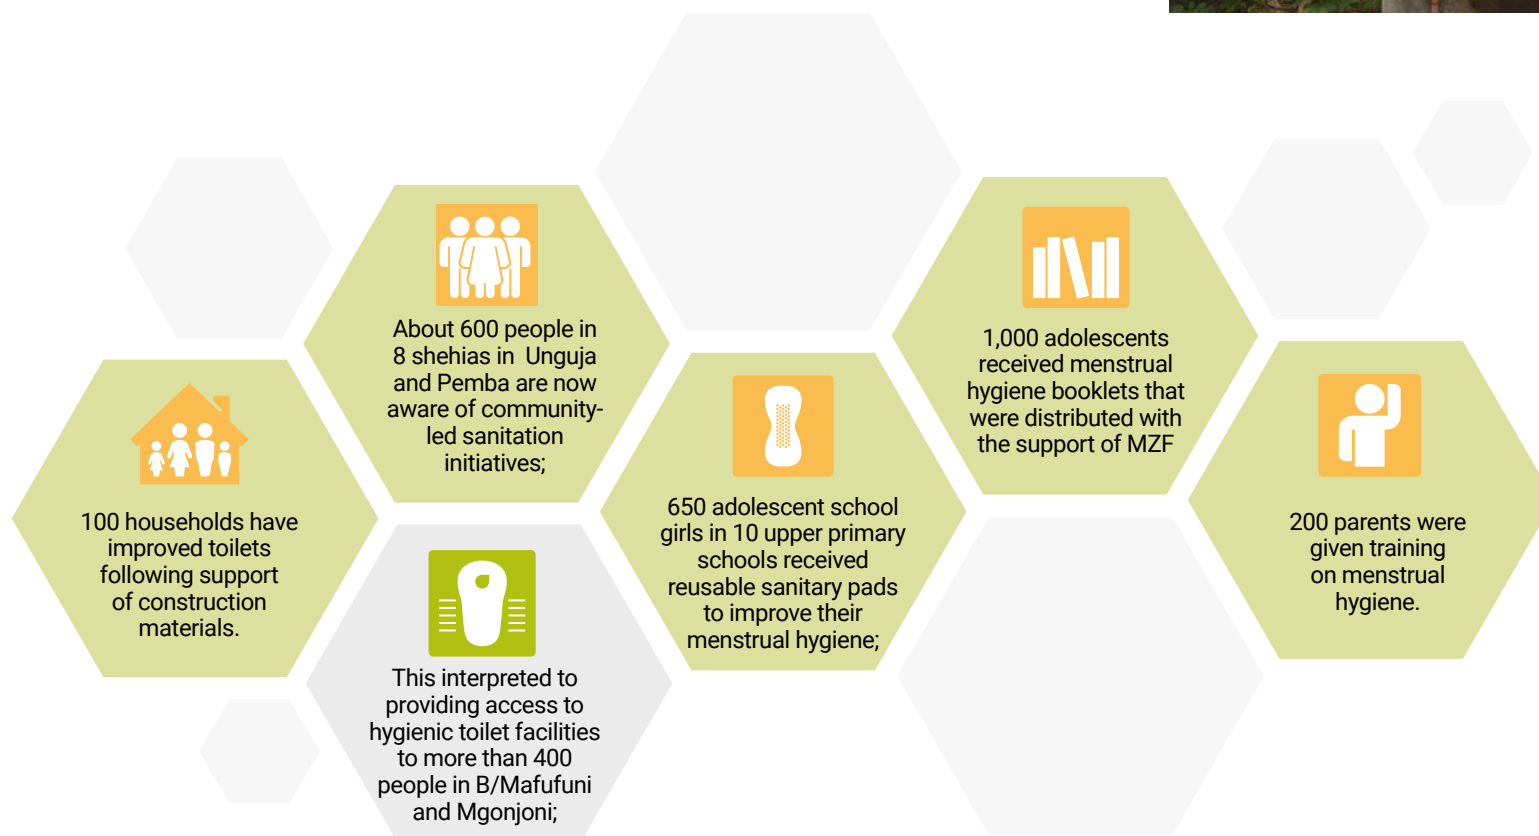 100 households have
improved toilets
following support
of construction
materials.
About 600 people in
8 shehias in Unguja
and Pemba are now
aware of community-
led sanitation
initiatives;
This interpreted to
providing access to
hygienic toilet facilities
to more than 400
people in B/Mafufuni
and Mgonjoni;
650 adolescent school
girls in 10 upper primary
schools received
reusable sanitary pads
to improve their
menstrual hygiene;
1,000 adolescents
received menstrual
hygiene booklets that
were distributed with
the support of MZF
200 parents were
given training
on menstrual
hygiene.